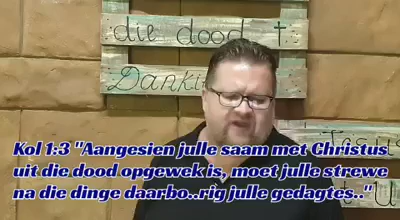 die dood †
Danki
Jesus
U
Kol 1:3 "Aangesien julle saam met Christus
uit die dood opgewek is, moet julle strewe
na die dinge daarbo..rig julle gedagtes.."